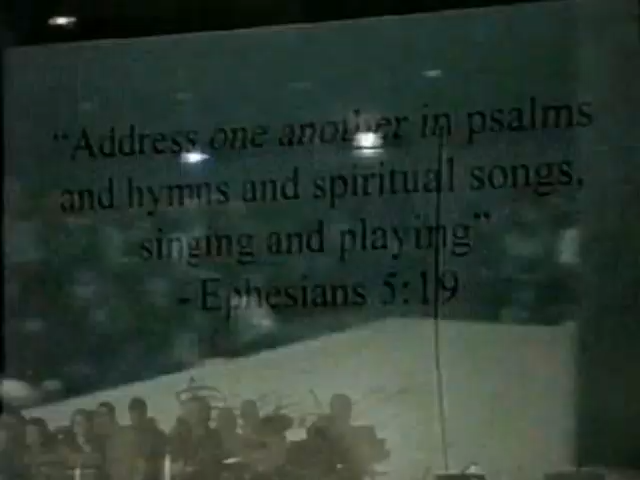 “Address one another in psalms
and hymns and spiritual songs,
singing and playing”
- Ephesians 5:19